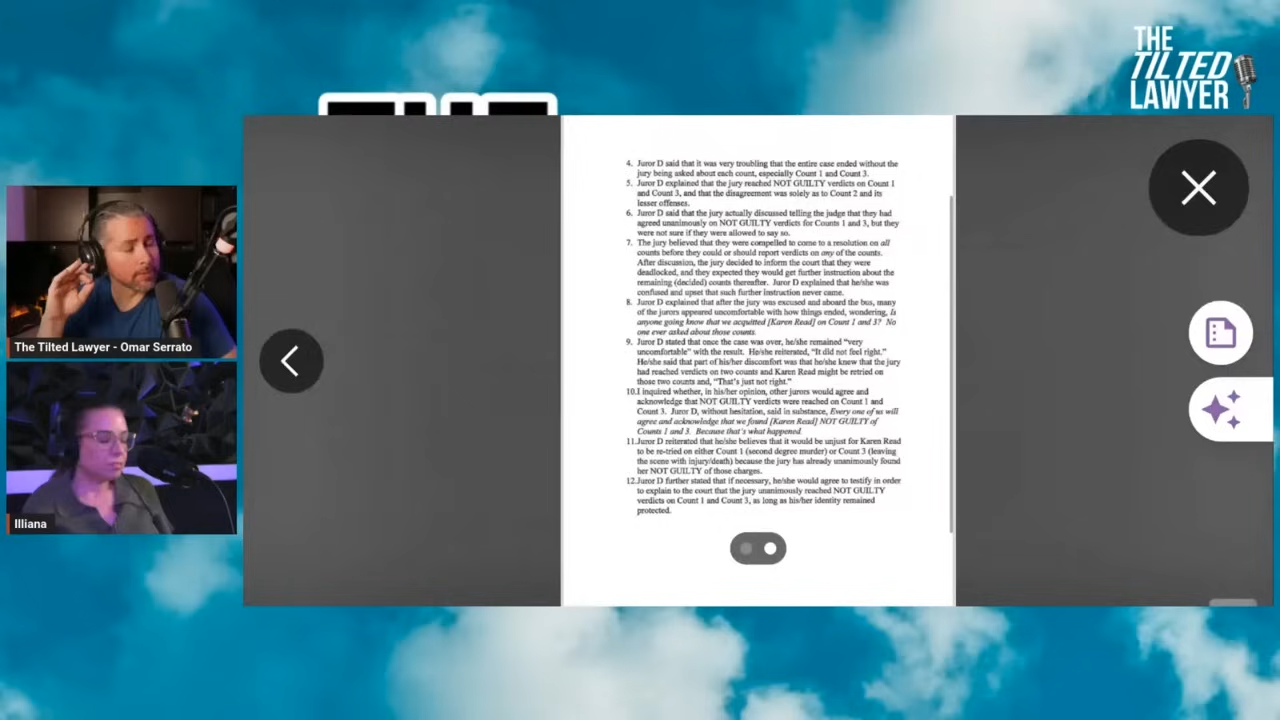 THE
TILTED
LAWYER
4. Juror D said that it was very troubling that the entire case ended without the
jury being asked about each count, especially Count 1 and Count 3.
5. Juror D explained that the jury reached NOT GUILTY verdicts on Count 1
and Count 3, and that the disagreement was solely as to Count 2 and its
lesser offenses.
6. Juror D said that the jury actually discussed telling the judge that they had
agreed unanimously on NOT GUILTY verdicts for Counts 1 and 3, but they
were not sure if they were allowed to say so.
7. The jury believed that they were compelled to come to a resolution on all
counts before they could or should report verdicts on any of the counts.
After discussion, the jury decided to inform the court that they were
deadlocked, and they expected they would get further instruction about the
remaining (decided) counts thereafter. Juror D explained that he/she was
confused and upset that such further instruction never came.
8. Juror D explained that after the jury was excused and aboard the bus, many
of the jurors appeared uncomfortable with how things ended, wondering, Is
anyone going know that we acquitted [Karen Read] on Count 1 and 3? No
one ever asked about those counts.
9. Juror D stated that once the case was over, he/she remained "very
uncomfortable" with the result. He/she reiterated, "It did not feel right."
He/she said that part of his/her discomfort was that he/she knew that the jury
had reached verdicts on two counts and Karen Read might be retried on
those two counts and, "That's just not right."
10.I inquired whether, in his/her opinion, other jurors would agree and
acknowledge that NOT GUILTY verdicts were reached on Count 1 and
Count 3. Juror D, without hesitation, said in substance, Every one of us will
agree and acknowledge that we found [Karen Read] NOT GUILTY of
Counts 1 and 3. Because that's what happened.
11.Juror D reiterated that he/she believes that it would be unjust for Karen Read
to be re-tried on either Count 1 (second degree murder) or Count 3 (leaving
the scene with injury/death) because the jury has already unanimously found
her NOT GUILTY of those charges.
12.Juror D further stated that if necessary, he/she would agree to testify in order
to explain to the court that the jury unanimously reached NOT GUILTY
verdicts on Count 1 and Count 3, as long as his/her identity remained
protected.
The Tilted Lawyer - Omar Serrato
Illiana